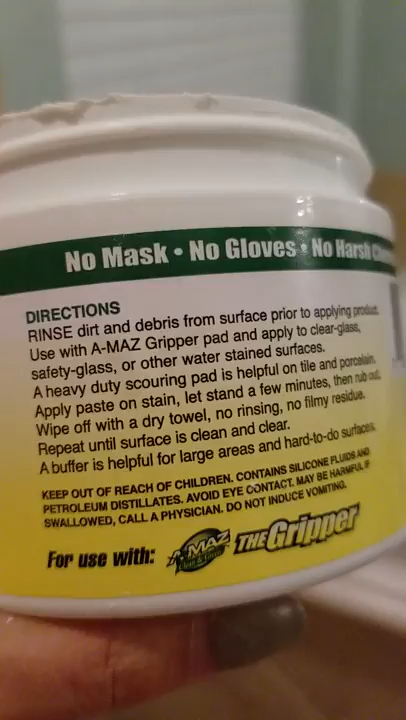 No Mask • No Gloves • No Harsh
DIRECTIONS
RINSE dirt and debris from surface prior to applying product.
Use with A-MAZ Gripper pad and apply to clear-glass,
safety-glass, or other water stained surfaces.
A heavy duty scouring pad is helpful on tile and porcelain.
Apply paste on stain, let stand a few minutes, then rub out.
Wipe off with a dry towel, no rinsing, no filmy residue.
Repeat until surface is clean and clear.
A buffer is helpful for large areas and hard-to-do surfaces.
KEEP OUT OF REACH OF CHILDREN. CONTAINS SILICONE FLUIDS AND
PETROLEUM DISTILLATES. AVOID EYE CONTACT. MAY BE HARMFUL IF
SWALLOWED, CALL A PHYSICIAN. DO NOT INDUCE VOMITING.
For use with: A-MAZ THE Gripper